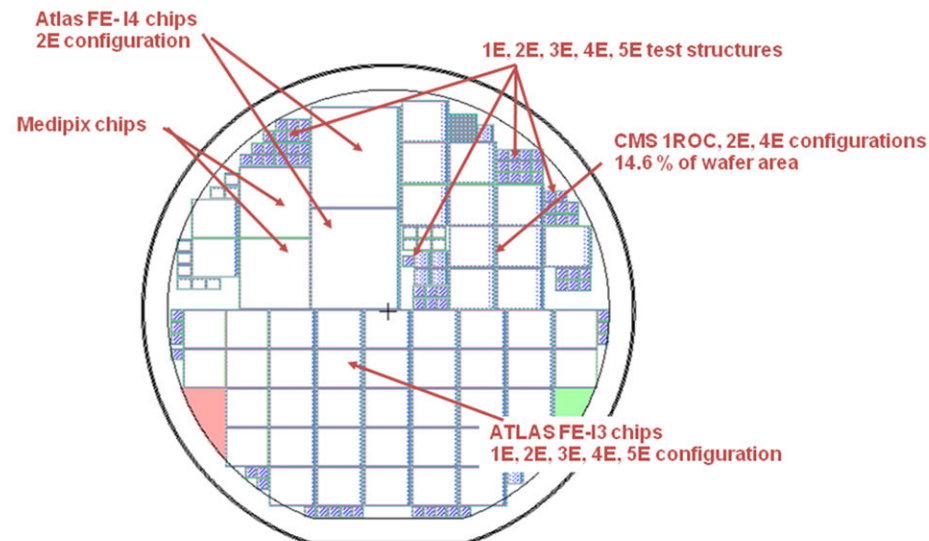 Atlas FE-I4 chips
2E configuration
1E, 2E, 3E, 4E, 5E test structures
Medipix chips
CMS 1ROC, 2E, 4E configurations
14.6 % of wafer area
ATLAS FE-I3 chips
1E, 2E, 3E, 4E, 5E configuration